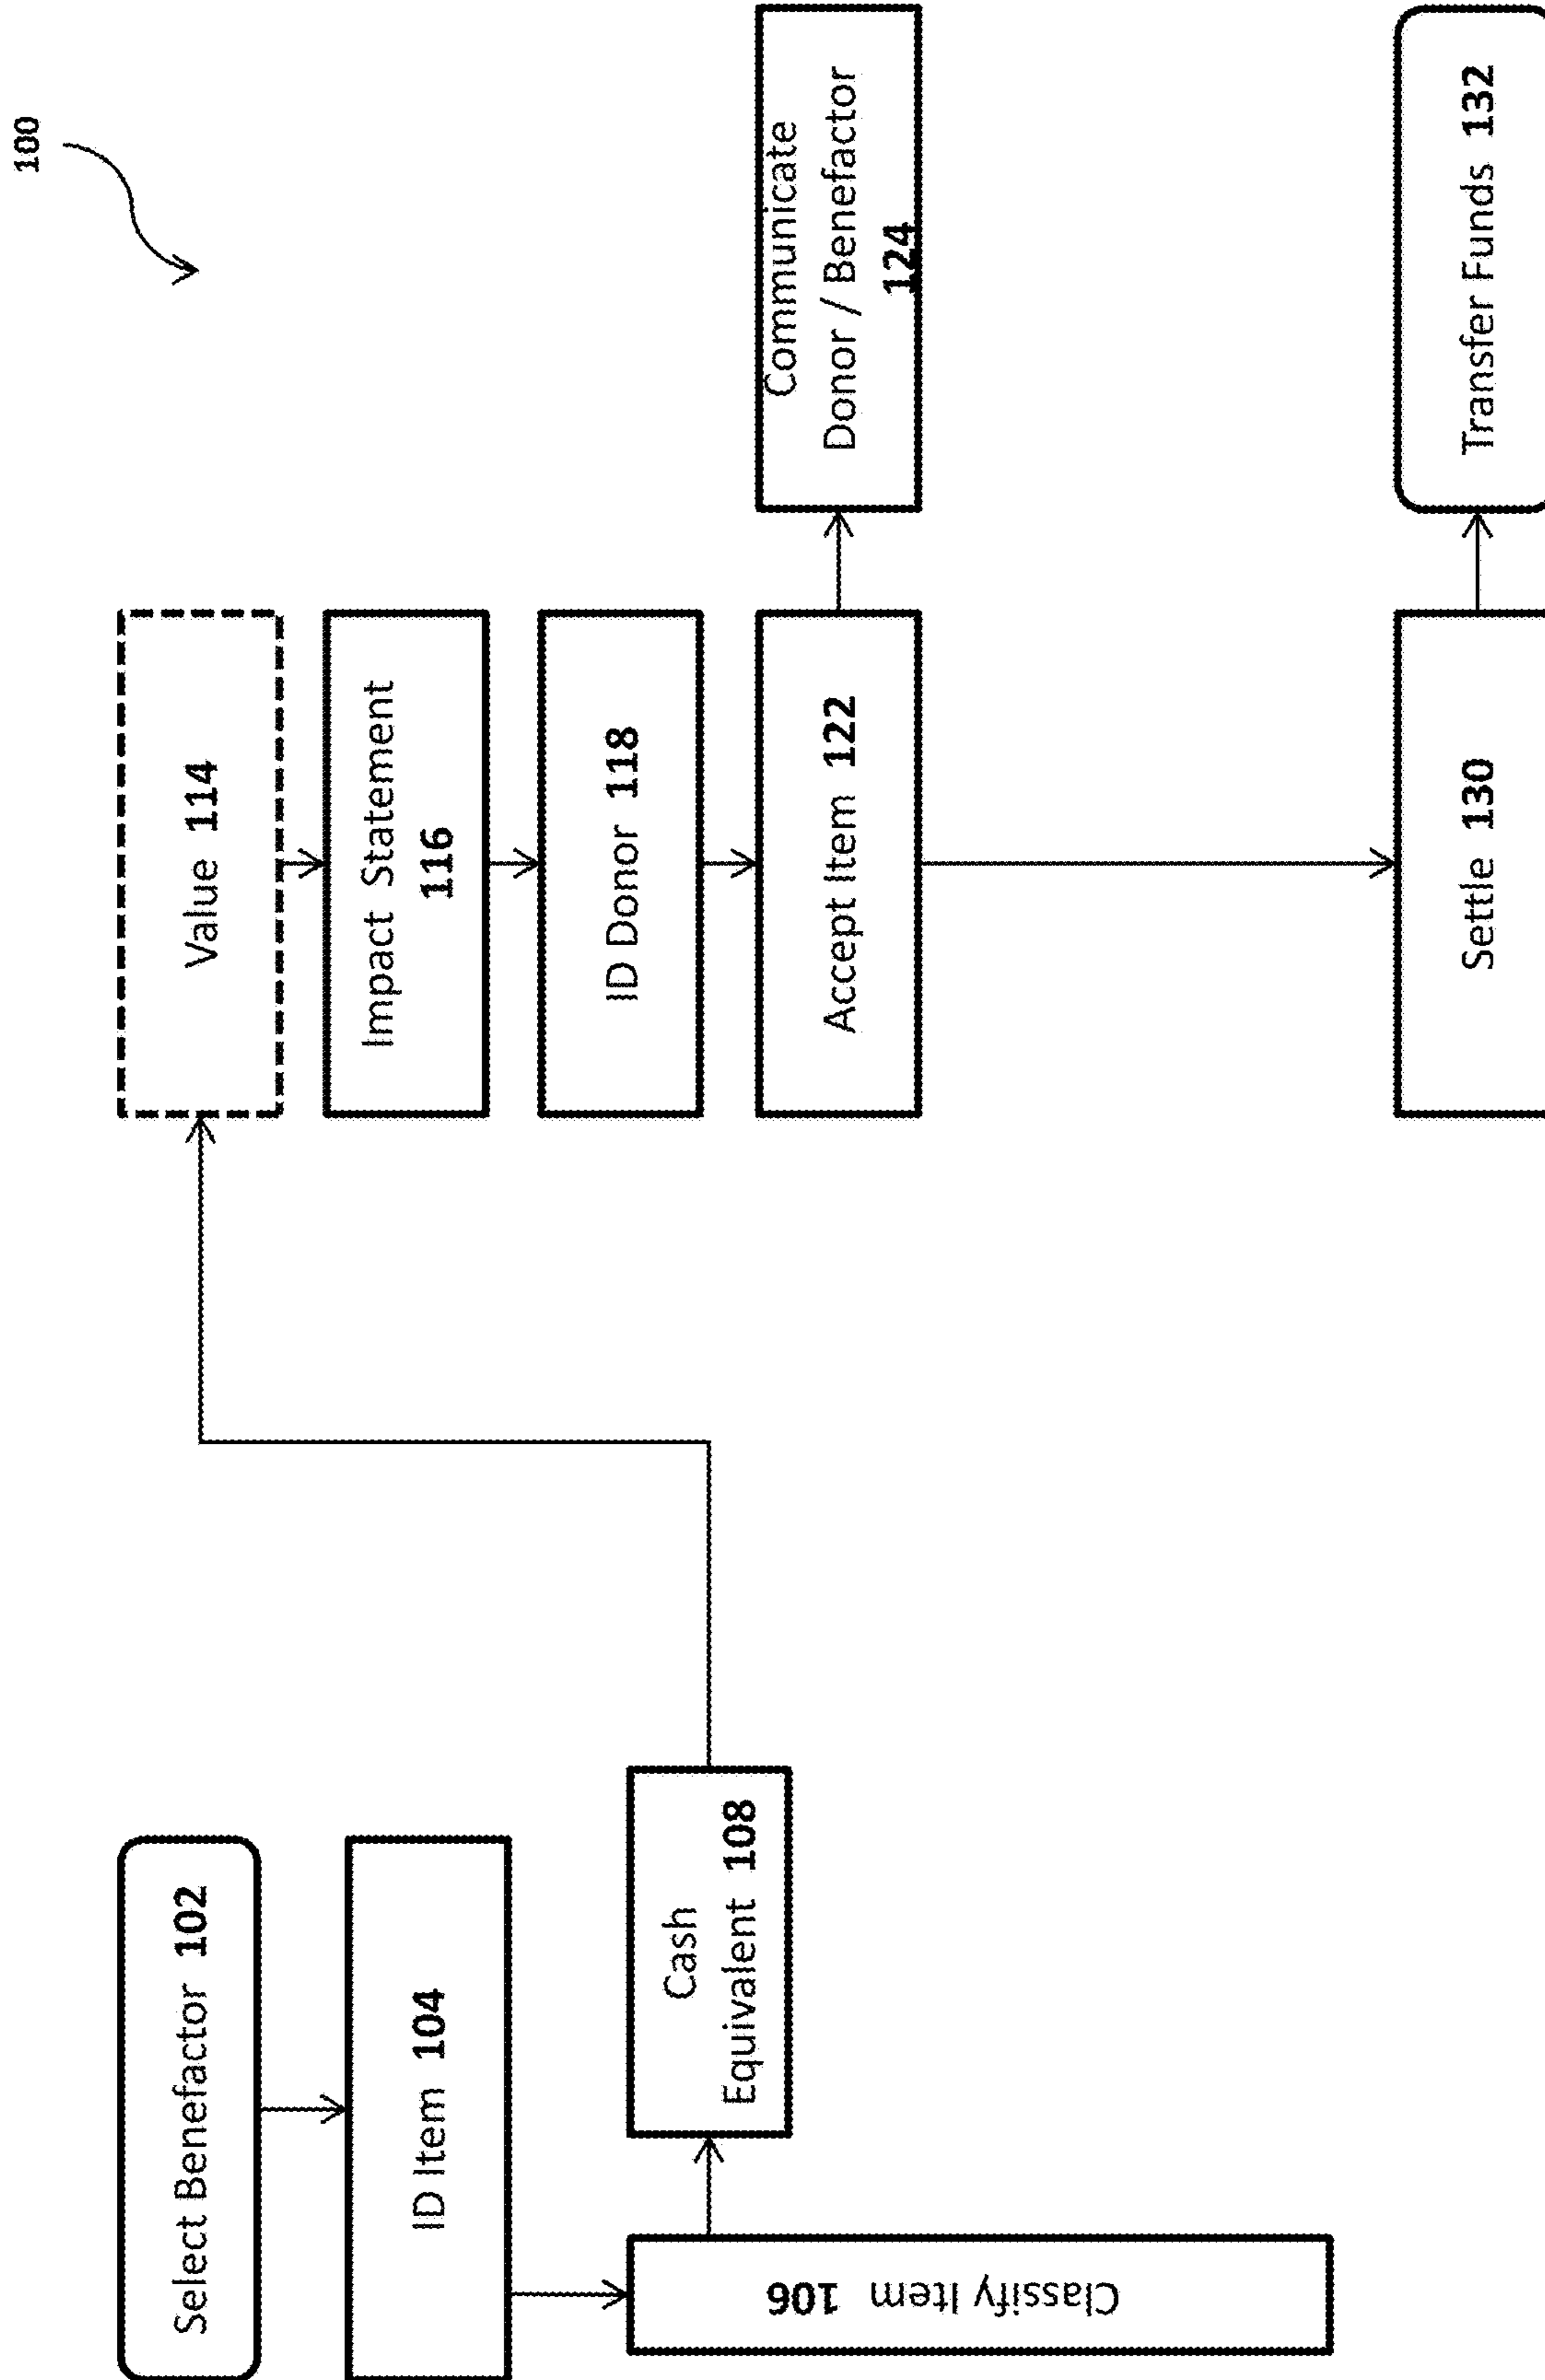 100
Select Benefactor 102
ID Item 104
Classify Item 106
Cash
Equivalent 108
Value 114
Impact Statement
116
ID Donor 118
Accept Item 122
Communicate
Donor / Benefactor
124
Settle 130
Transfer Funds 132